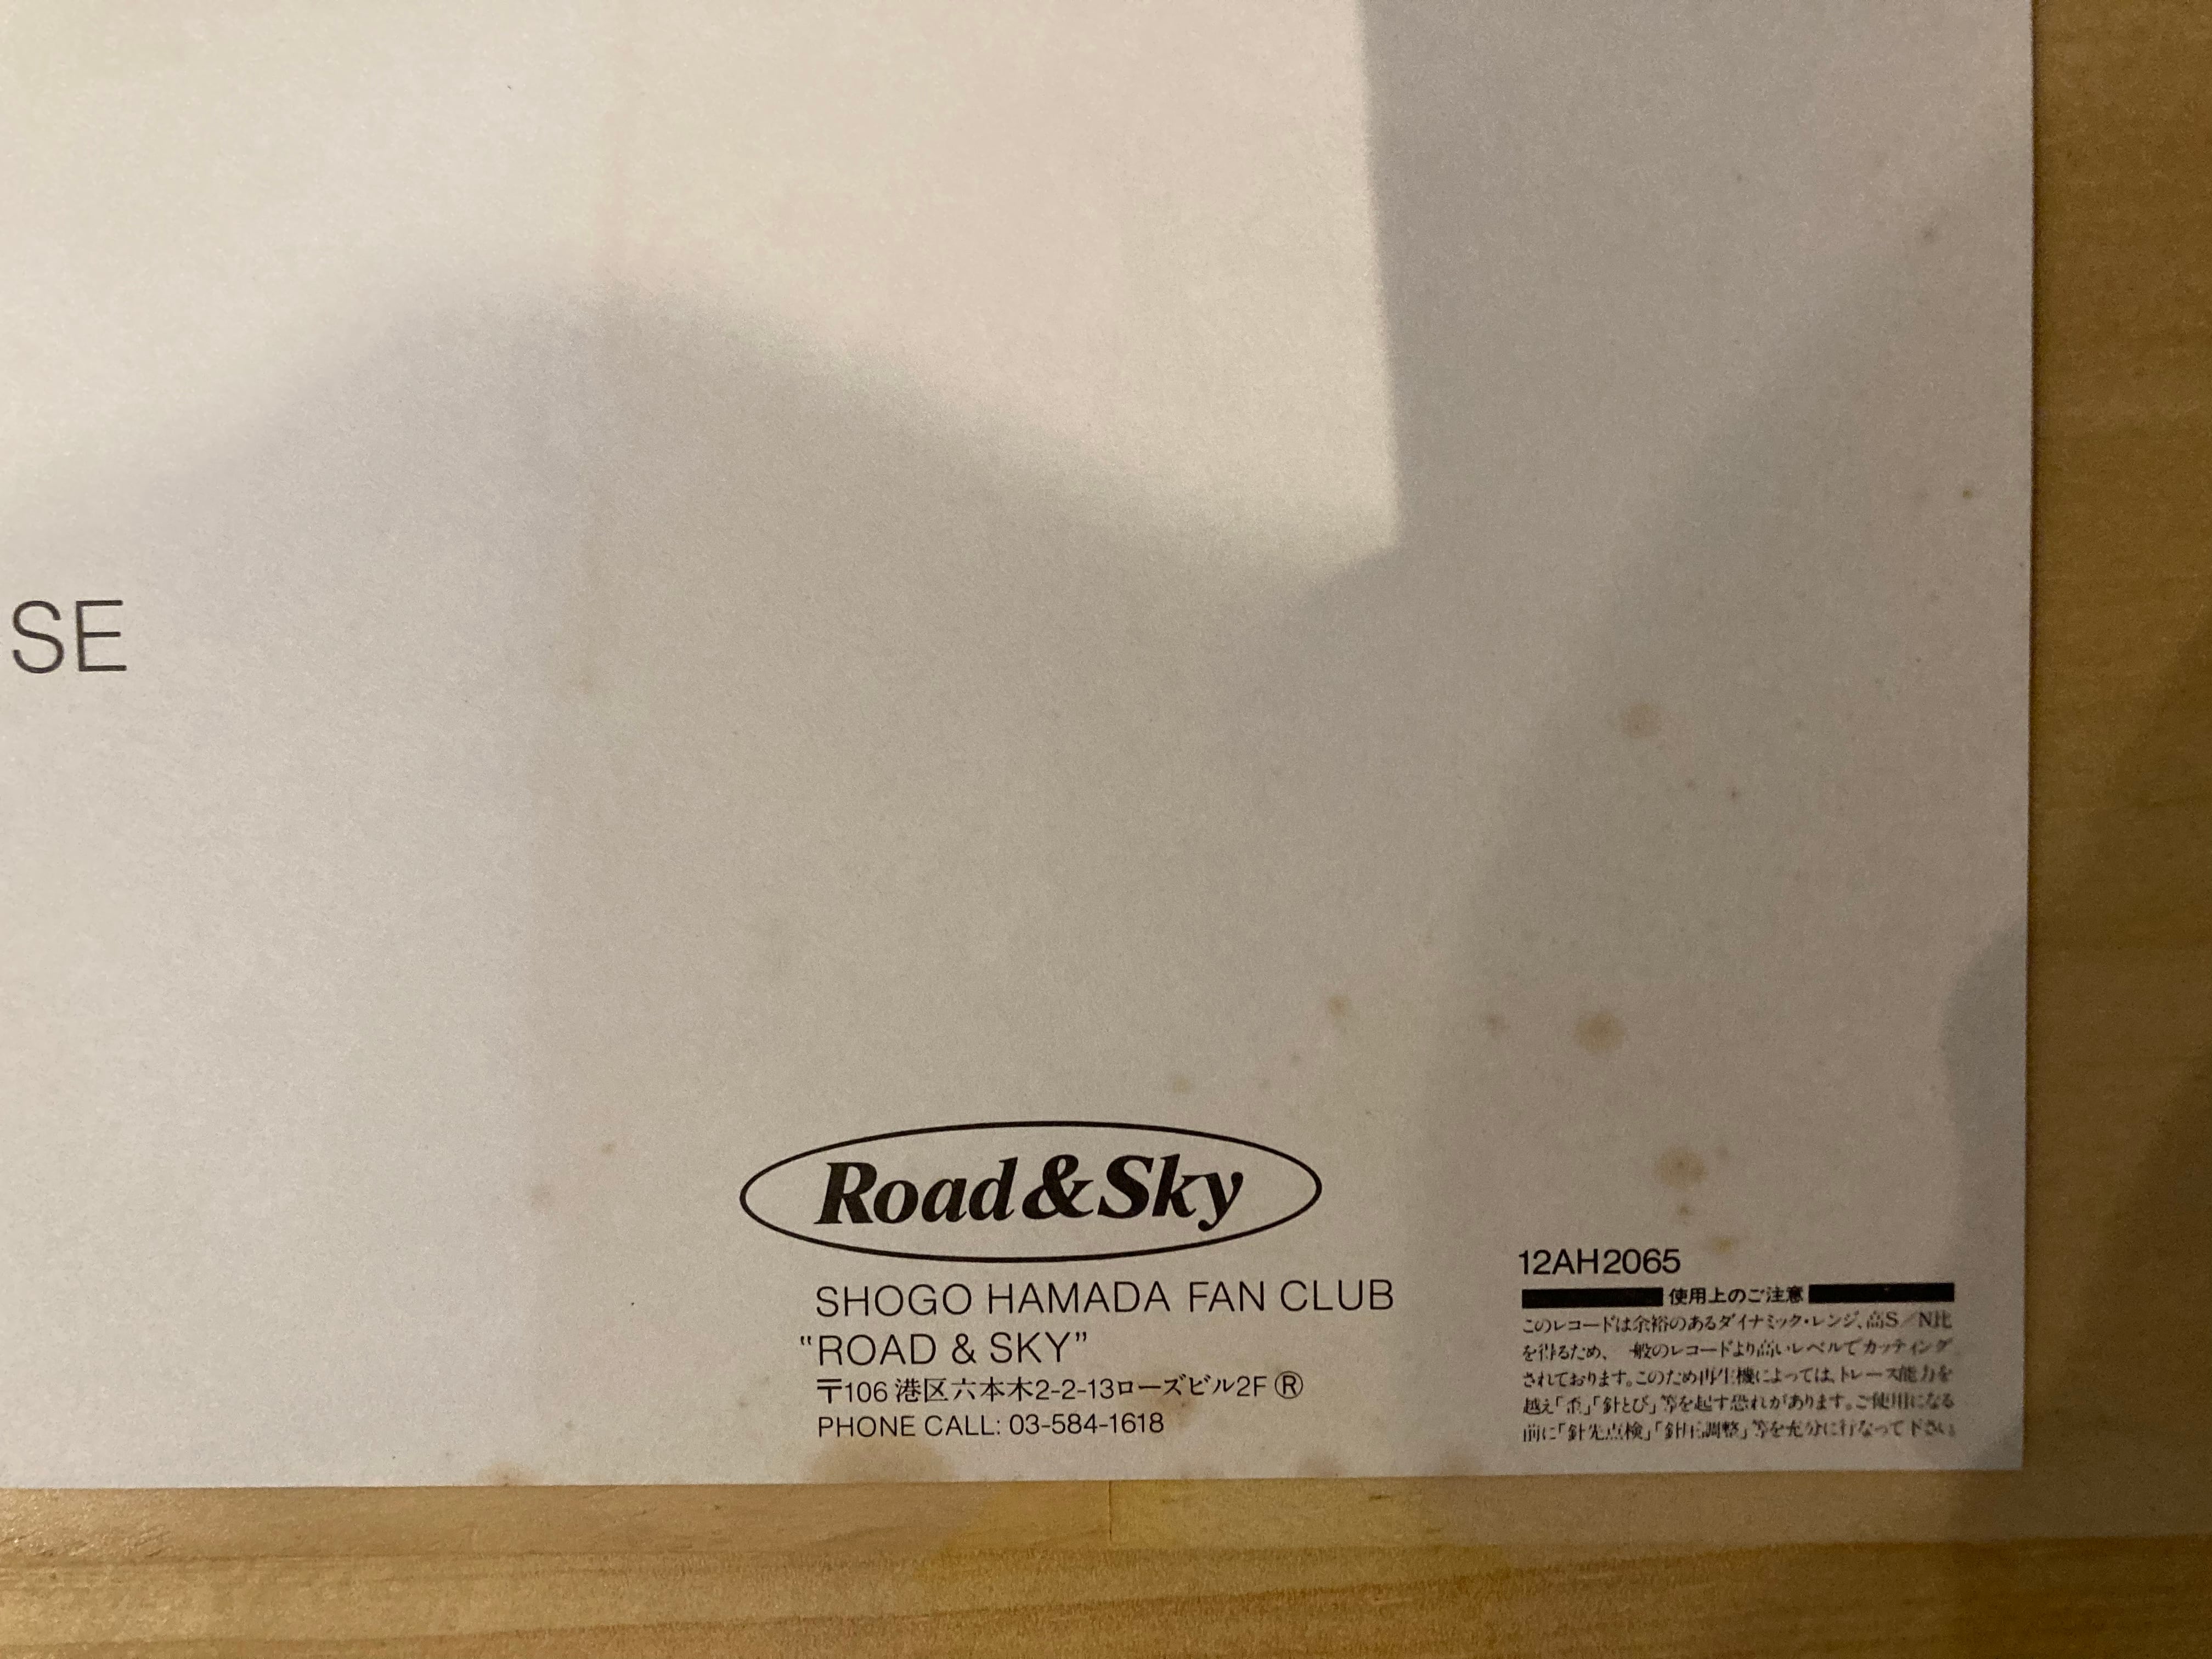 SE
Road&Sky
SHOGO HAMADA FAN CLUB
"ROAD & SKY"
〒106 港区六本木2-2-13ローズビル2F Ⓡ
PHONE CALL: 03-584-1618
12AH2065
使用上のご注意
このレコードは余裕のあるダイナミック・レンジ、高S/N比
を得るため、一般のレコードより高いレベルでカッティング
されております。このため再生機によっては、トレース能力を
越え「歪」「針とび」等を起す恐れがあります。ご使用になる
前に「針先点検」「針圧調整」等を充分に行なって下さい。